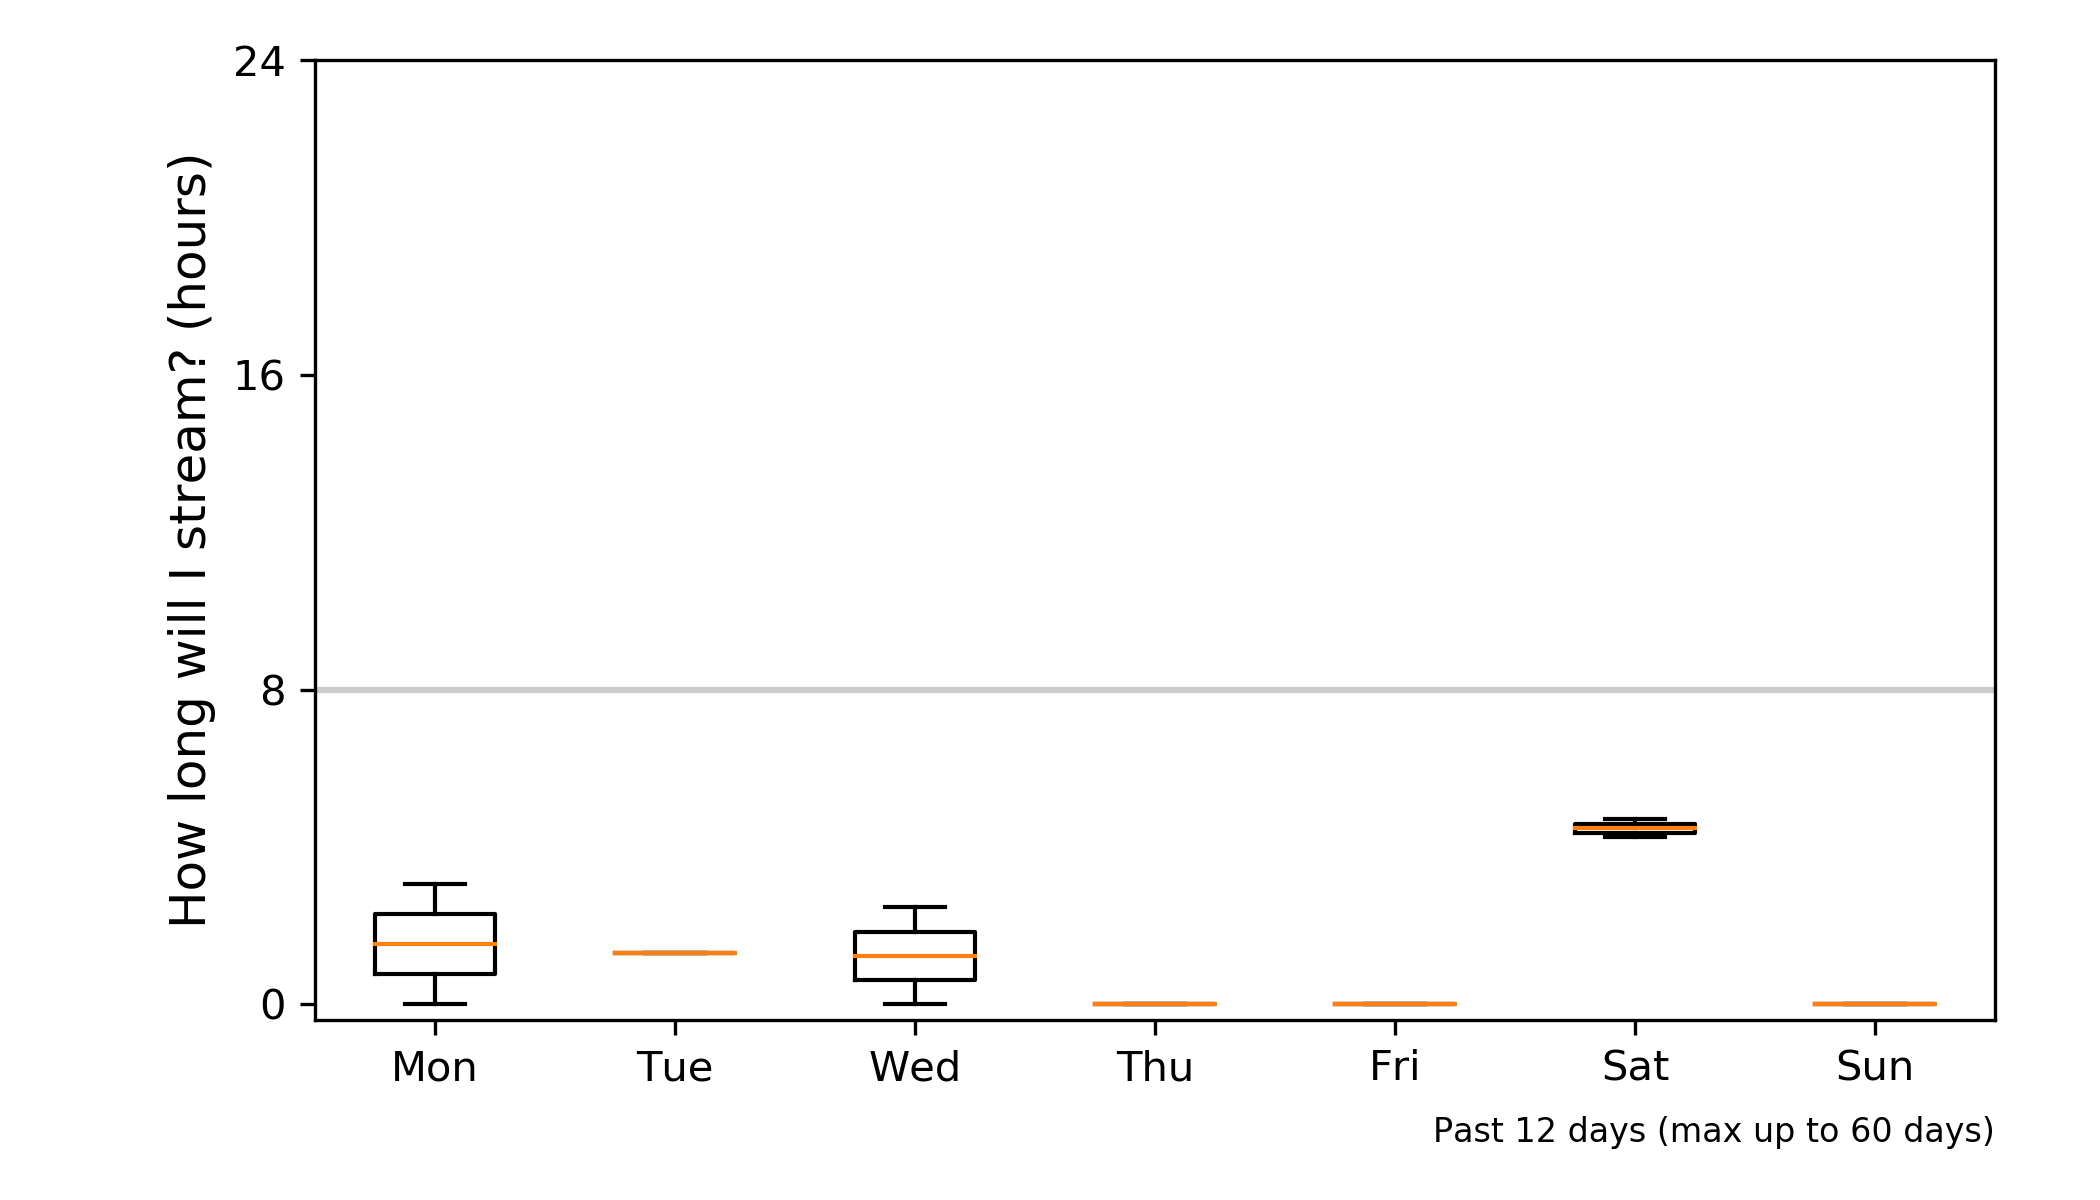 How long will I stream? (hours)
24
16
8
0
Mon Tue Wed Thu Fri Sat Sun
Past 12 days (max up to 60 days)